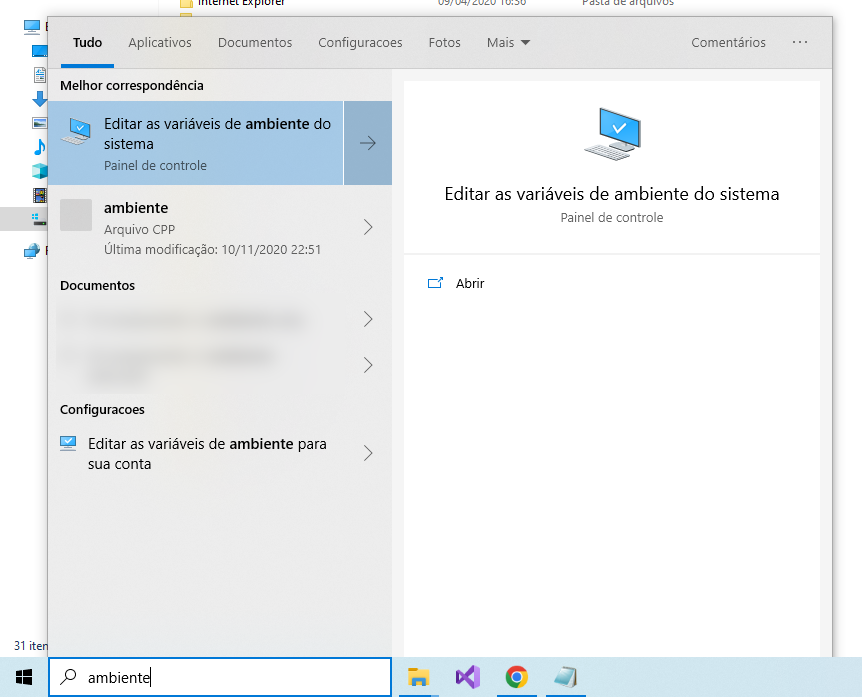 Internet Explorer 09/04/2020 16:56 Pasta de arquivos
Tudo Aplicativos Documentos Configuracoes Fotos Mais Comentários ...
Melhor correspondência
Editar as variáveis de ambiente do
sistema
Painel de controle
ambiente
Arquivo CPP
Última modificação: 10/11/2020 22:51
Documentos
Configuracoes
Editar as variáveis de ambiente para
sua conta
Editar as variáveis de ambiente do sistema
Painel de controle
Abrir
31 iten
ambiente